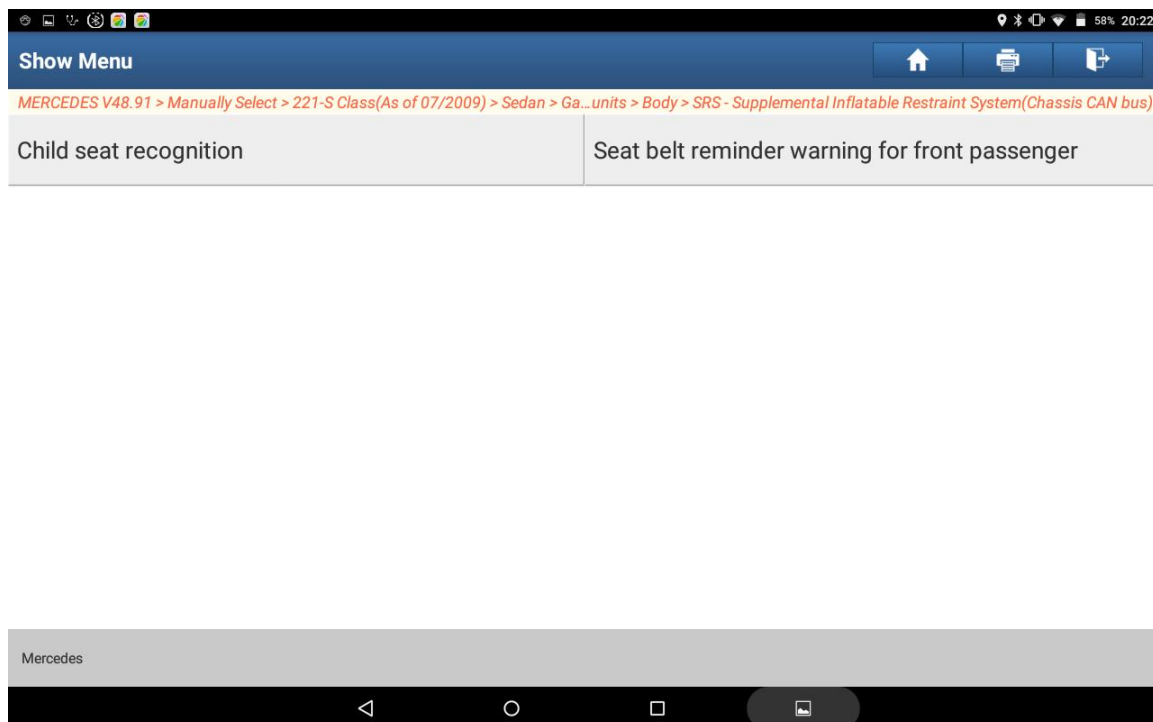 58% 20:22
Show Menu
MERCEDES V48.91 > Manually Select > 221-S Class(As of 07/2009) > Sedan > Ga...units > Body > SRS - Supplemental Inflatable Restraint System(Chassis CAN bus)
Child seat recognition
Seat belt reminder warning for front passenger
Mercedes